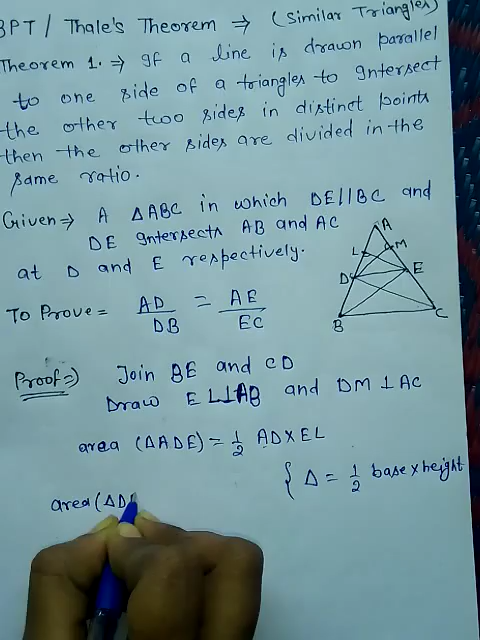 BPT / Thale's Theorem ⇒ (Similar Triangles)
Theorem 1. ⇒ If a line is drawn parallel
to one side of a triangles to Intersect
the other two sides in distinct points
then the other sides are divided in the
same ratio.
Given ⇒ A ΔABC in which DE||BC and
DE Intersects AB and AC
at D and E respectively.
A
L
M
D
E
B
C
To Prove = AD/DB = AE/EC
Proof ⇒) Join BE and CD
Draw EL⊥AB and DM ⊥ AC
area (ΔADE) = 1/2 AD × EL
{ Δ = 1/2 base × height
area (ΔD